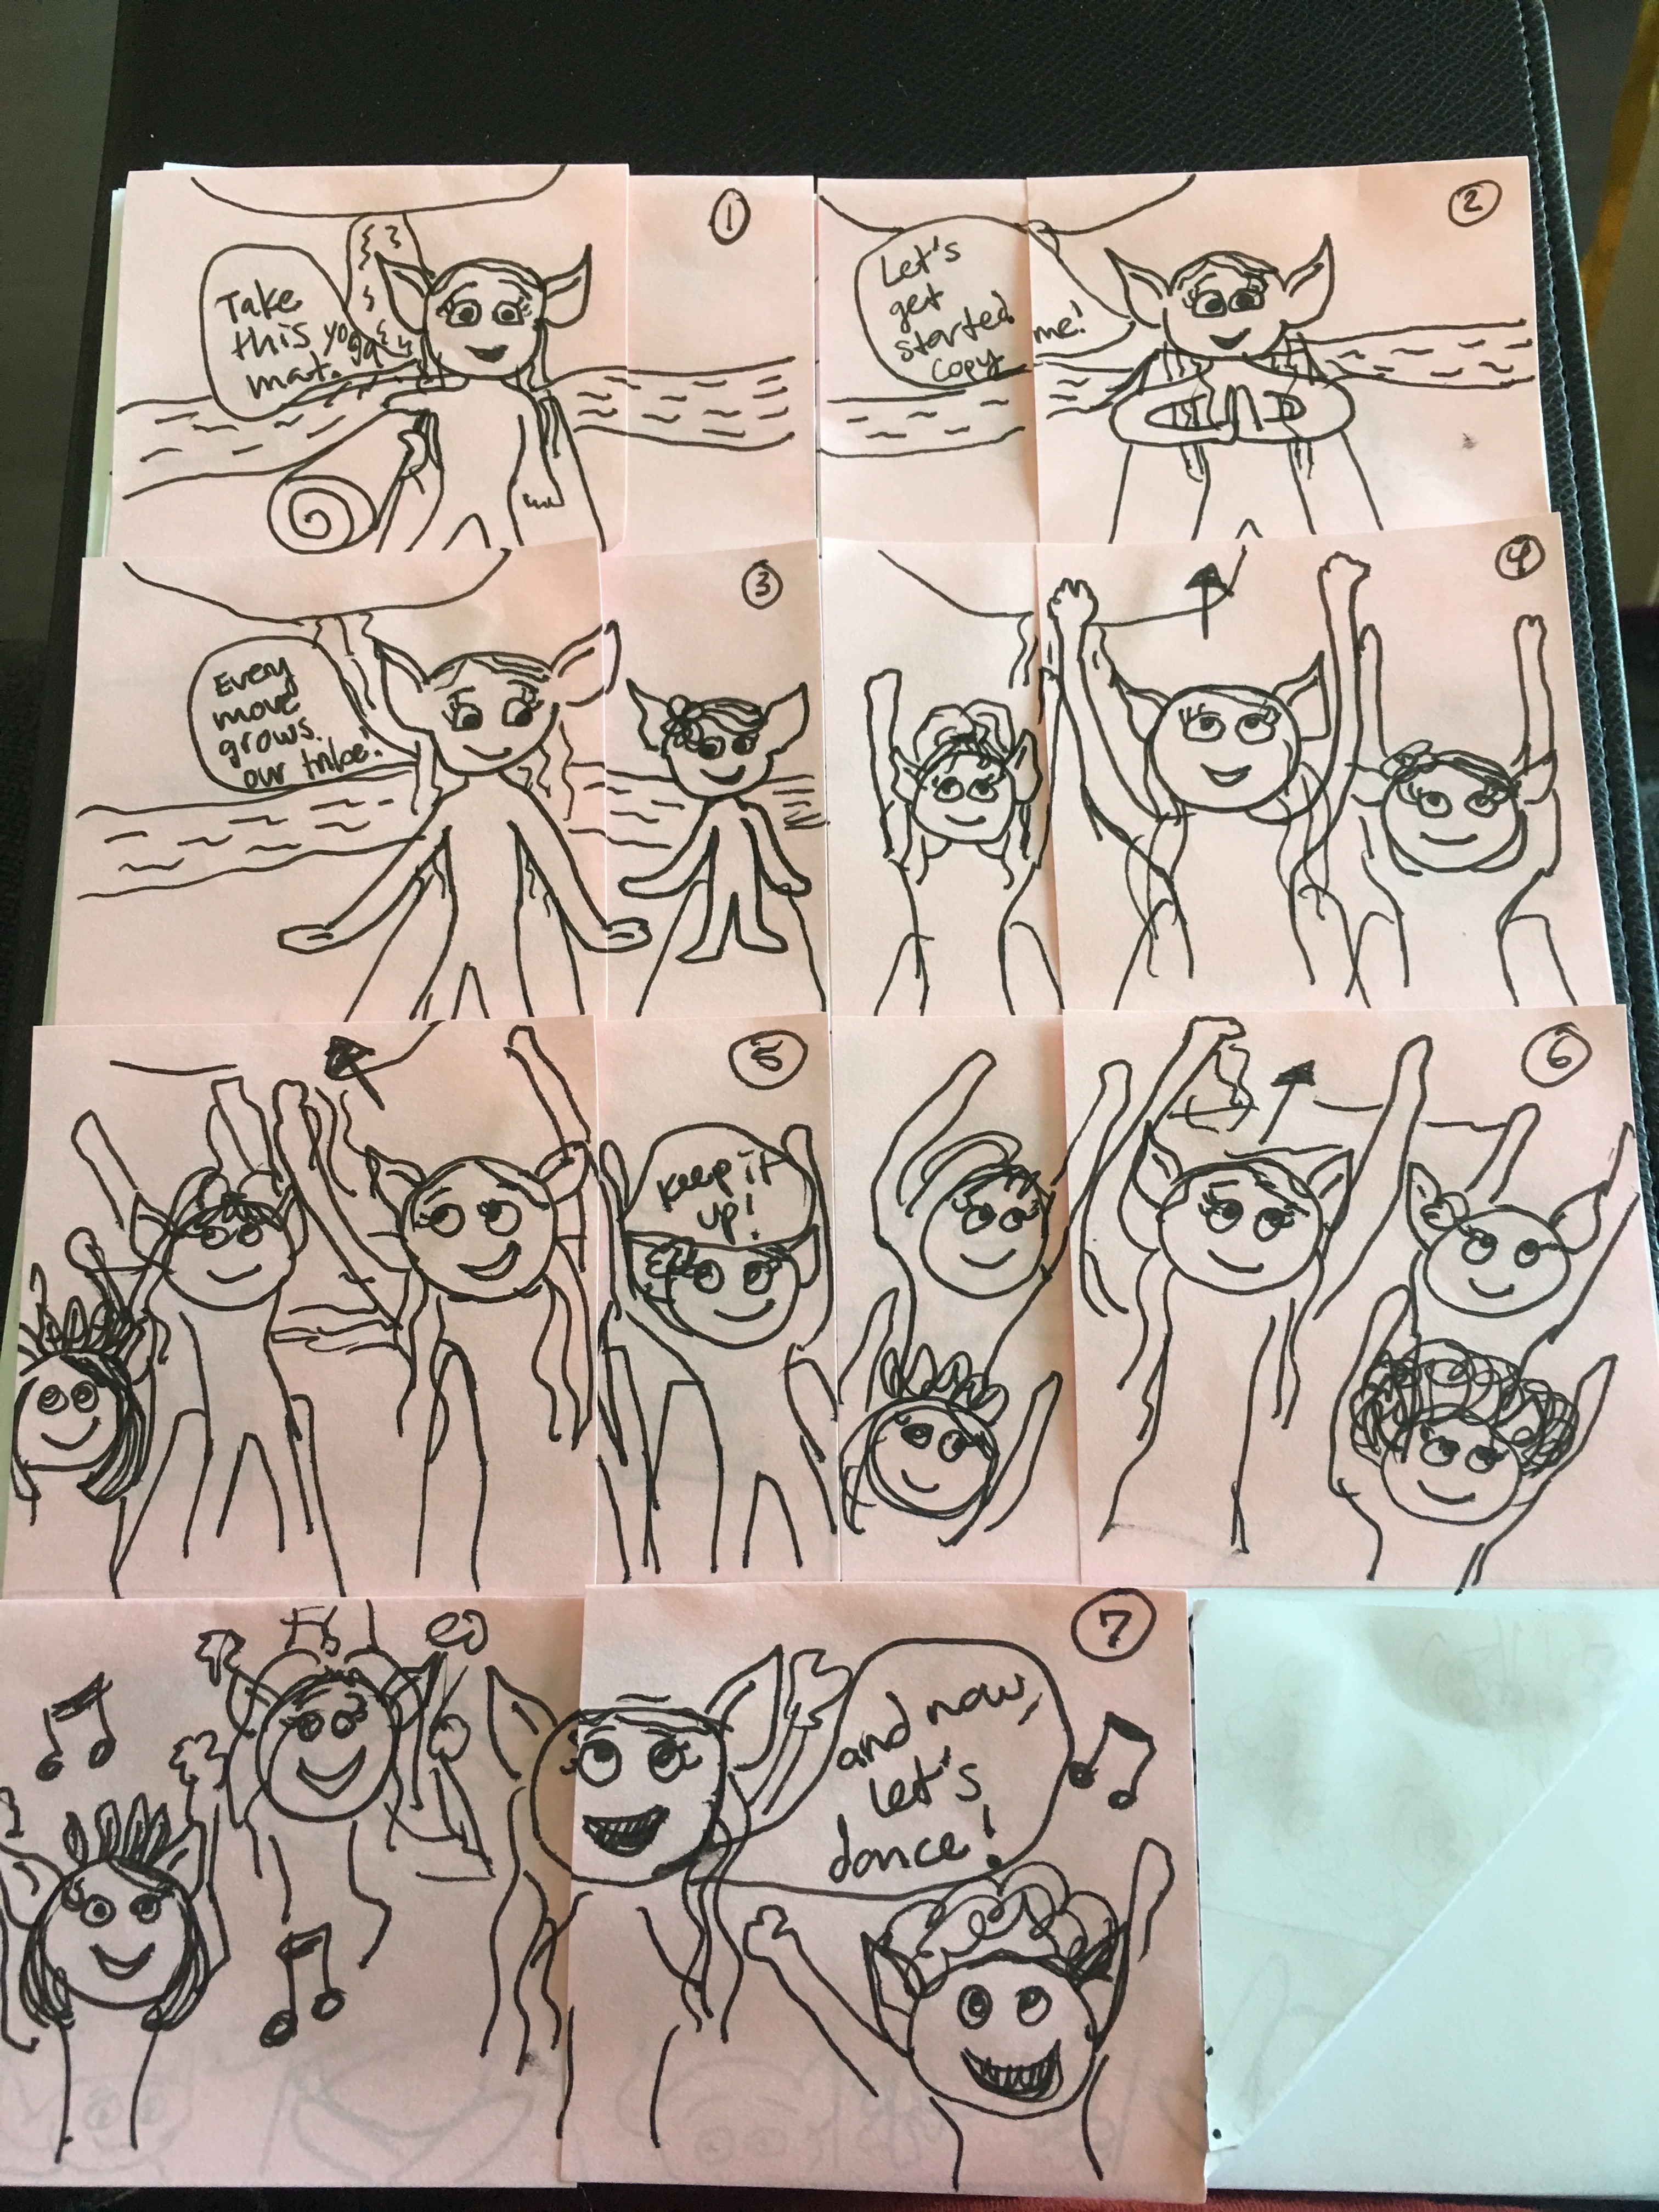 1
Take
this yoga
mat.
2
Let's
get
started
copy me!
3
Every
move
grows
our tribe!
4
5
Keep it
up!
6
7
and now,
let's
dance!